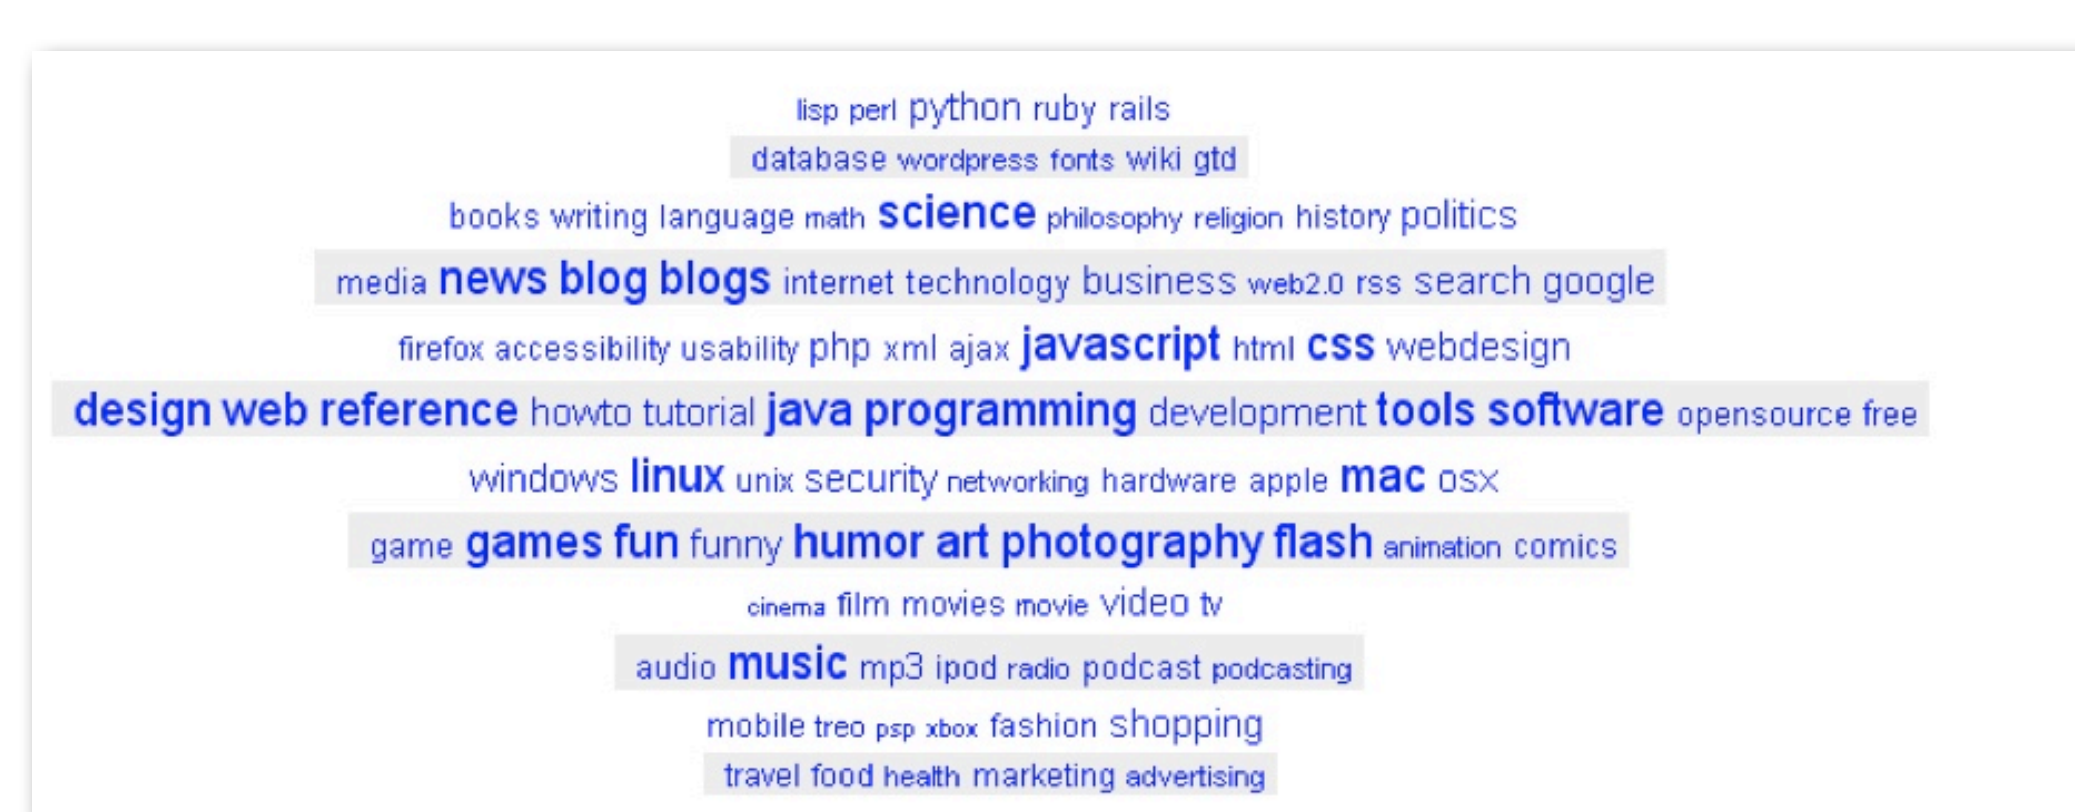 lisp perl python ruby rails
database wordpress fonts wiki gtd
books writing language math science philosophy religion history politics
media news blog blogs internet technology business web2.0 rss search google
firefox accessibility usability php xml ajax javascript html css webdesign
design web reference howto tutorial java programming development tools software opensource free
windows linux unix security networking hardware apple mac osx
game games fun funny humor art photography flash animation comics
cinema film movies movie video tv
audio music mp3 ipod radio podcast podcasting
mobile treo psp xbox fashion shopping
travel food health marketing advertising